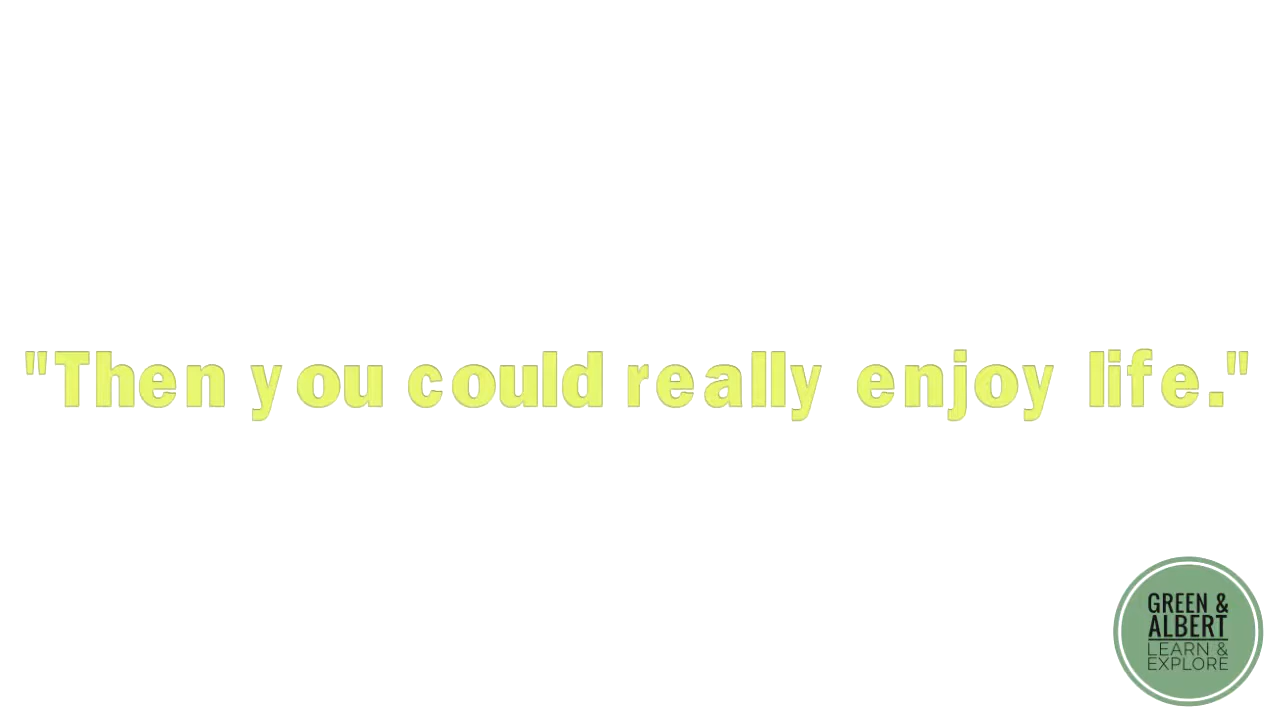 "Then you could really enjoy life."
GREEN &
ALBERT
LEARN &
EXPLORE